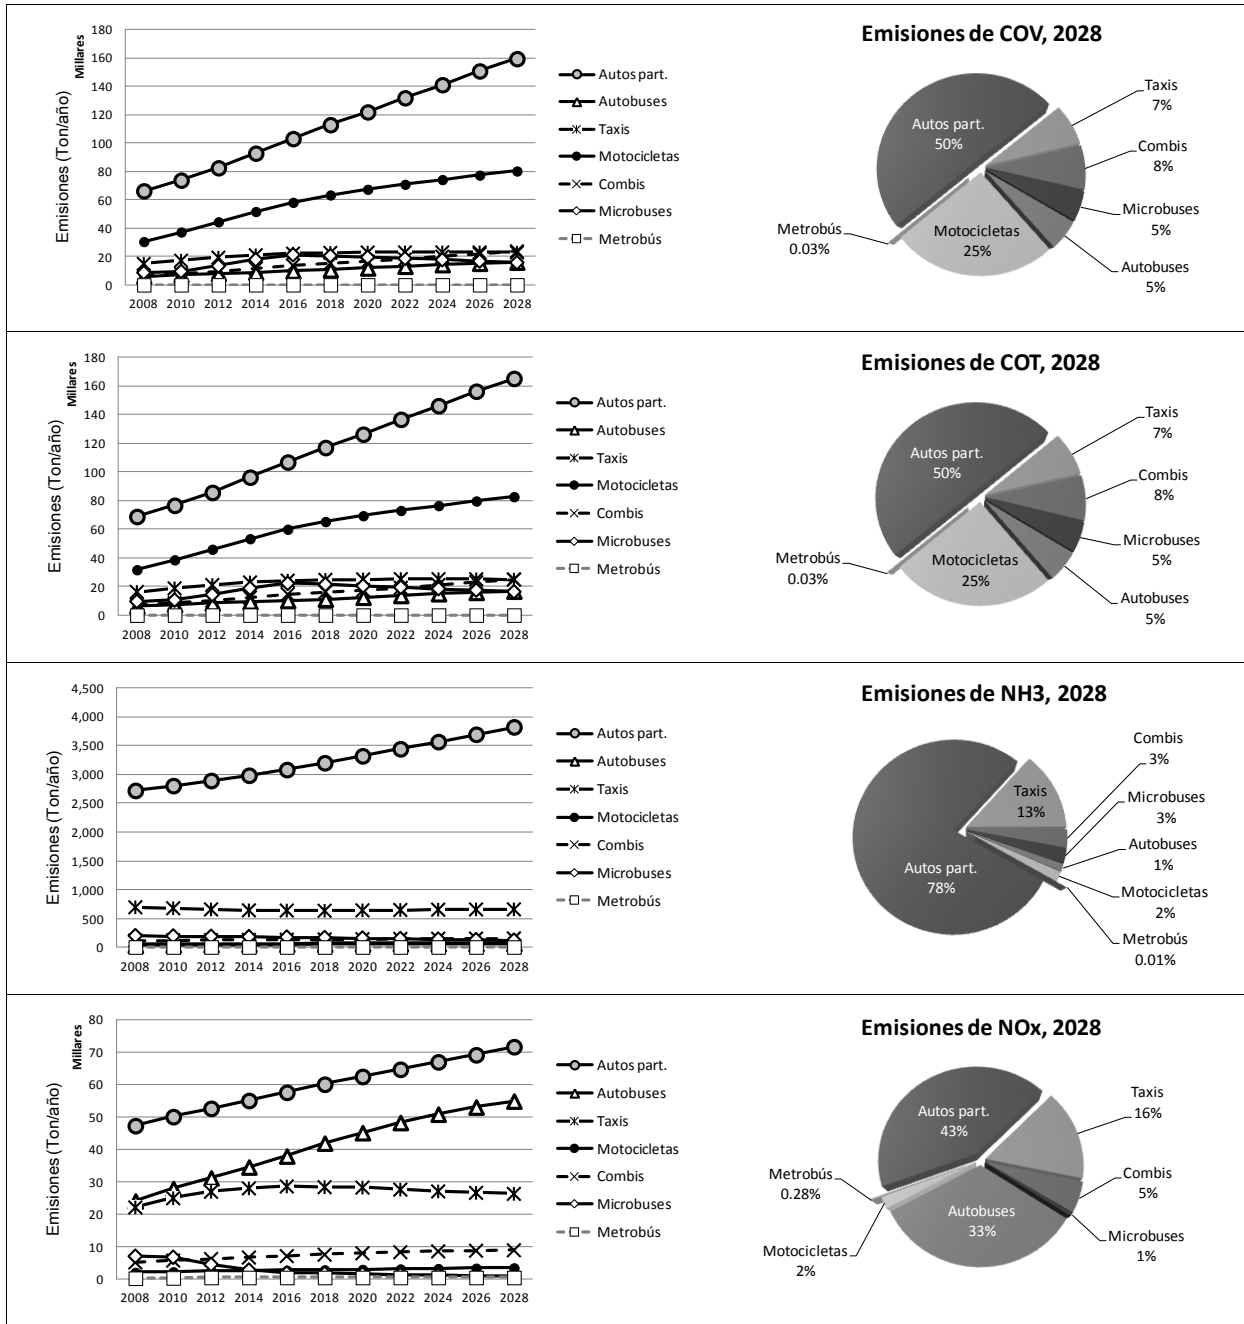 Emisiones (Ton/año)
Millares
180
160
140
120
100
80
60
40
20
0
2008 2010 2012 2014 2016 2018 2020 2022 2024 2026 2028
Autos part.
Autobuses
Taxis
Motocicletas
Combis
Microbuses
Metrobús
Emisiones de COV, 2028
Autos part.
50%
Taxis
7%
Combis
8%
Microbuses
5%
Autobuses
5%
Motocicletas
25%
Metrobús
0.03%
Emisiones (Ton/año)
Millares
180
160
140
120
100
80
60
40
20
0
2008 2010 2012 2014 2016 2018 2020 2022 2024 2026 2028
Autos part.
Autobuses
Taxis
Motocicletas
Combis
Microbuses
Metrobús
Emisiones de COT, 2028
Autos part.
50%
Taxis
7%
Combis
8%
Microbuses
5%
Autobuses
5%
Motocicletas
25%
Metrobús
0.03%
Emisiones (Ton/año)
4,500
4,000
3,500
3,000
2,500
2,000
1,500
1,000
500
0
2008 2010 2012 2014 2016 2018 2020 2022 2024 2026 2028
Autos part.
Autobuses
Taxis
Motocicletas
Combis
Microbuses
Metrobús
Emisiones de NH3, 2028
Autos part.
78%
Taxis
13%
Combis
3%
Microbuses
3%
Autobuses
1%
Motocicletas
2%
Metrobús
0.01%
Emisiones (Ton/año)
Millares
80
70
60
50
40
30
20
10
0
2008 2010 2012 2014 2016 2018 2020 2022 2024 2026 2028
Autos part.
Autobuses
Taxis
Motocicletas
Combis
Microbuses
Metrobús
Emisiones de NOx, 2028
Autos part.
43%
Taxis
16%
Combis
5%
Microbuses
1%
Autobuses
33%
Motocicletas
2%
Metrobús
0.28%